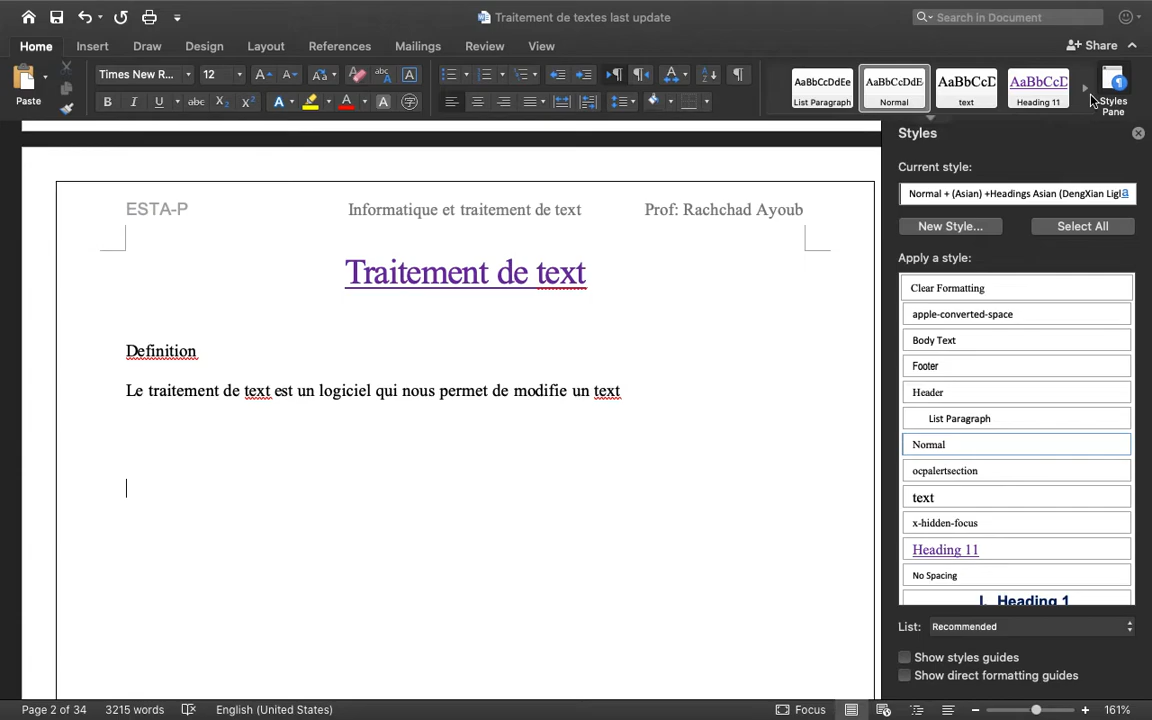 Traitement de textes last update
Search in Document
Home Insert Draw Design Layout References Mailings Review View Share
Paste
Times New R... 12
AaBbCcDdEe AaBbCcDdE AaBbCcD AaBbCcD
List Paragraph Normal text Heading 11 Styles Pane
ESTA-P Informatique et traitement de text Prof: Rachchad Ayoub
Traitement de text
Definition
Le traitement de text est un logiciel qui nous permet de modifie un text
Styles
Current style:
Normal + (Asian) +Headings Asian (DengXian Ligl
New Style... Select All
Apply a style:
Clear Formatting
apple-converted-space
Body Text
Footer
Header
List Paragraph
Normal
ocpalertsection
text
x-hidden-focus
Heading 11
No Spacing
I. Heading 1
List: Recommended
Show styles guides
Show direct formatting guides
Page 2 of 34 3215 words English (United States) Focus 161%